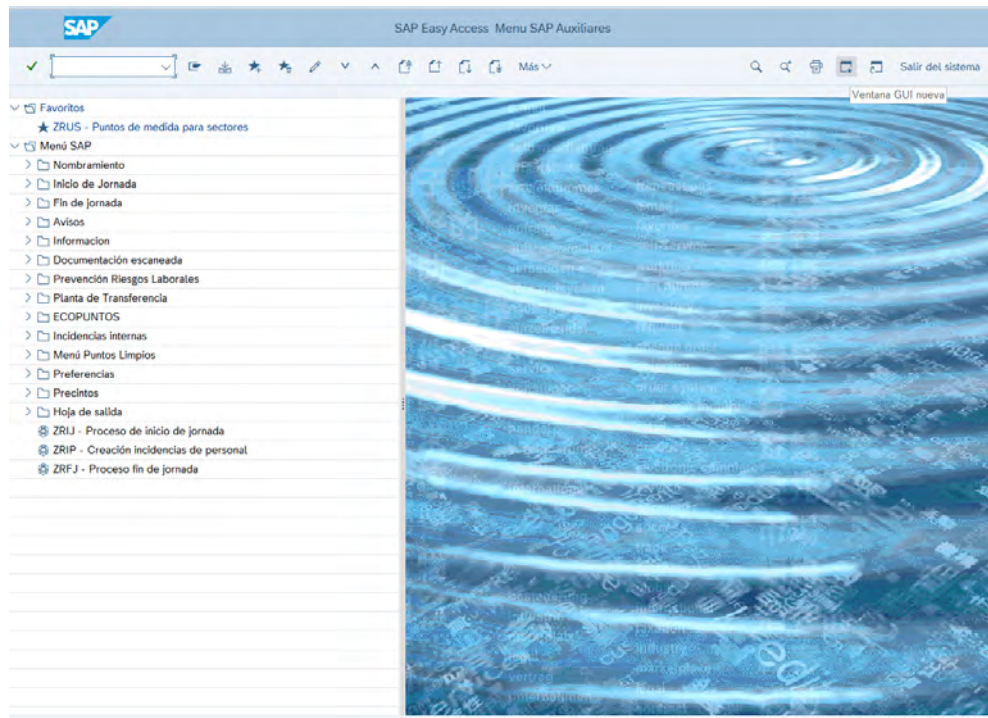 SAP
SAP Easy Access Menu SAP Auxiliares
Más
Salir del sistema
Ventana GUI nueva
Favoritos
ZRUS - Puntos de medida para sectores
Menú SAP
Nombramiento
Inicio de Jornada
Fin de jornada
Avisos
Informacion
Documentación escaneada
Prevención Riesgos Laborales
Planta de Transferencia
ECOPUNTOS
Incidencias internas
Menú Puntos Limpios
Preferencias
Precintos
Hoja de salida
ZRIJ - Proceso de inicio de jornada
ZRIP - Creación incidencias de personal
ZRFJ - Proceso fin de jornada
industry
marketplace
vertrag